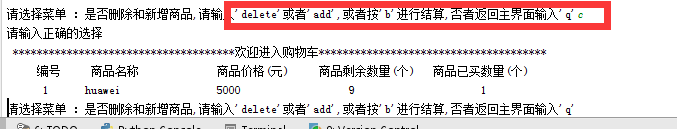 请选择菜单 : 是否删除和新增商品,请输入'delete'或者'add',或者按'b'进行结算,否者返回主界面输入'q'c
请输入正确的选择
*************************************欢迎进入购物车**************************************
编号 商品名称 商品价格(元) 商品剩余数量(个) 商品已买数量(个)
1 huawei 5000 9 1
请选择菜单 : 是否删除和新增商品,请输入'delete'或者'add',或者按'b'进行结算,否者返回主界面输入'q'
6: TODO Python Console Terminal 9: Version Control